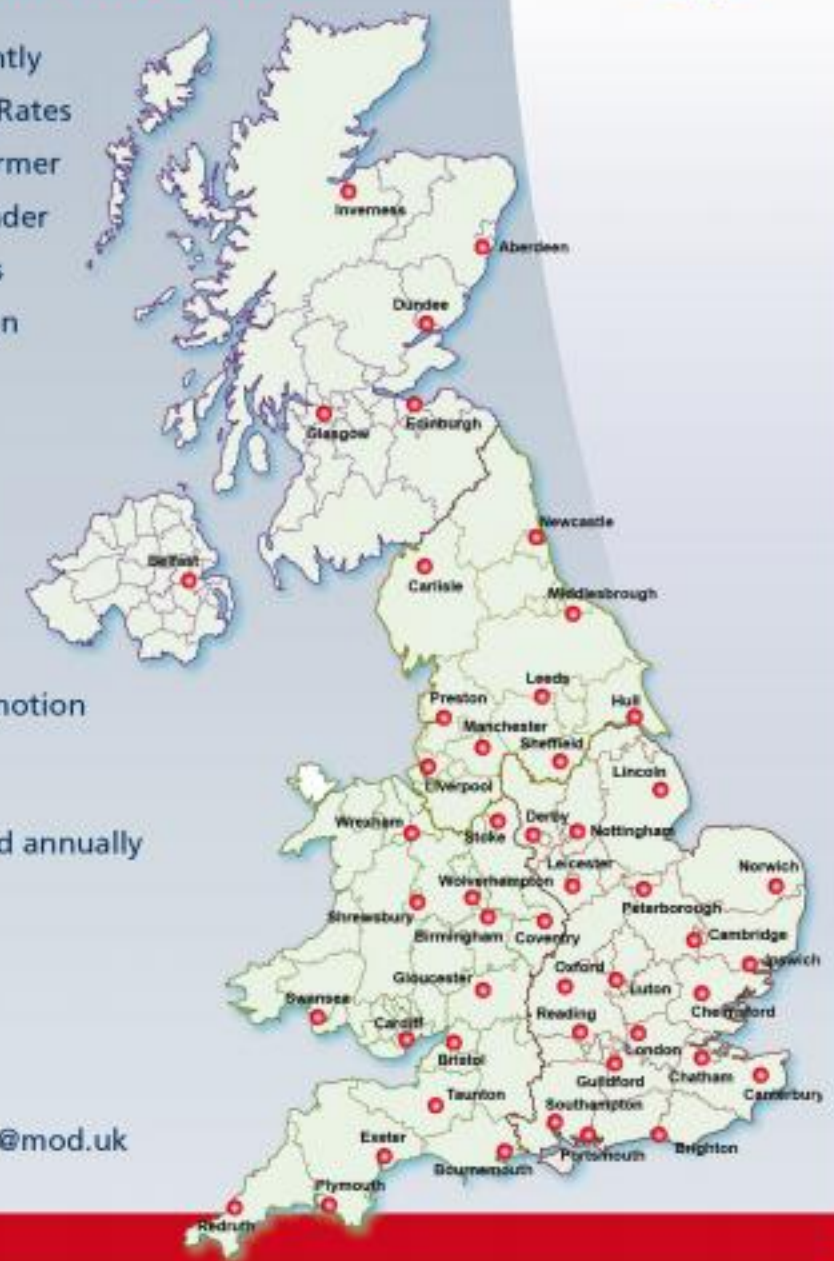 ntly
Rates
rmer
der
s
n
notion
d annually
@mod.uk
Inverness
Aberdeen
Dundee
Glasgow
Edinburgh
Newcastle
Belfast
Carlisle
Middlesbrough
Leeds
Preston
Hull
Manchester
Sheffield
Liverpool
Lincoln
Wrexham
Stoke
Derby
Nottingham
Leicester
Norwich
Wolverhampton
Peterborough
Shrewsbury
Birmingham
Coventry
Cambridge
Ipswich
Oxford
Gloucester
Luton
Chelmsford
Swansea
Reading
Cardiff
London
Bristol
Guildford
Chatham
Canterbury
Taunton
Southampton
Exeter
Portsmouth
Brighton
Bournemouth
Plymouth
Redruth